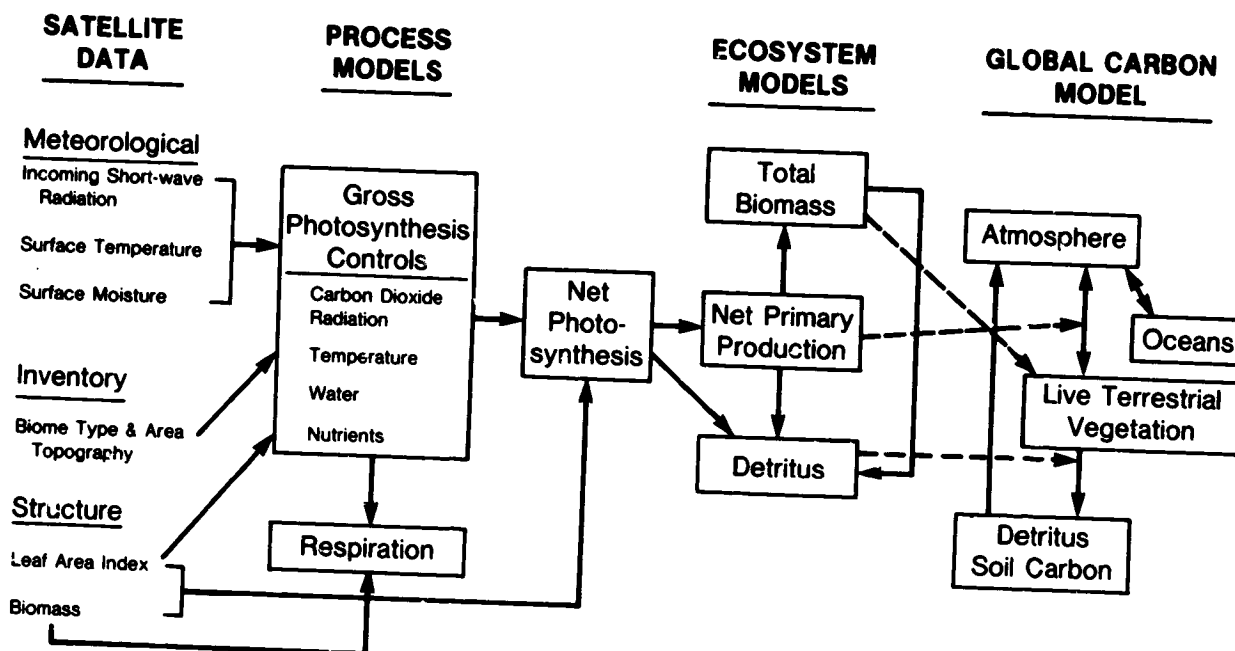 SATELLITE
DATA
Meteorological
Incoming Short-wave
Radiation
Surface Temperature
Surface Moisture
Inventory
Biome Type & Area
Topography
Structure
Leaf Area Index
Biomass
PROCESS
MODELS
Gross
Photosynthesis
Controls
Carbon Dioxide
Radiation
Temperature
Water
Nutrients
Respiration
Net
Photo-
synthesis
ECOSYSTEM
MODELS
Total
Biomass
Net Primary
Production
Detritus
GLOBAL CARBON
MODEL
Atmosphere
Oceans
Live Terrestrial
Vegetation
Detritus
Soil Carbon